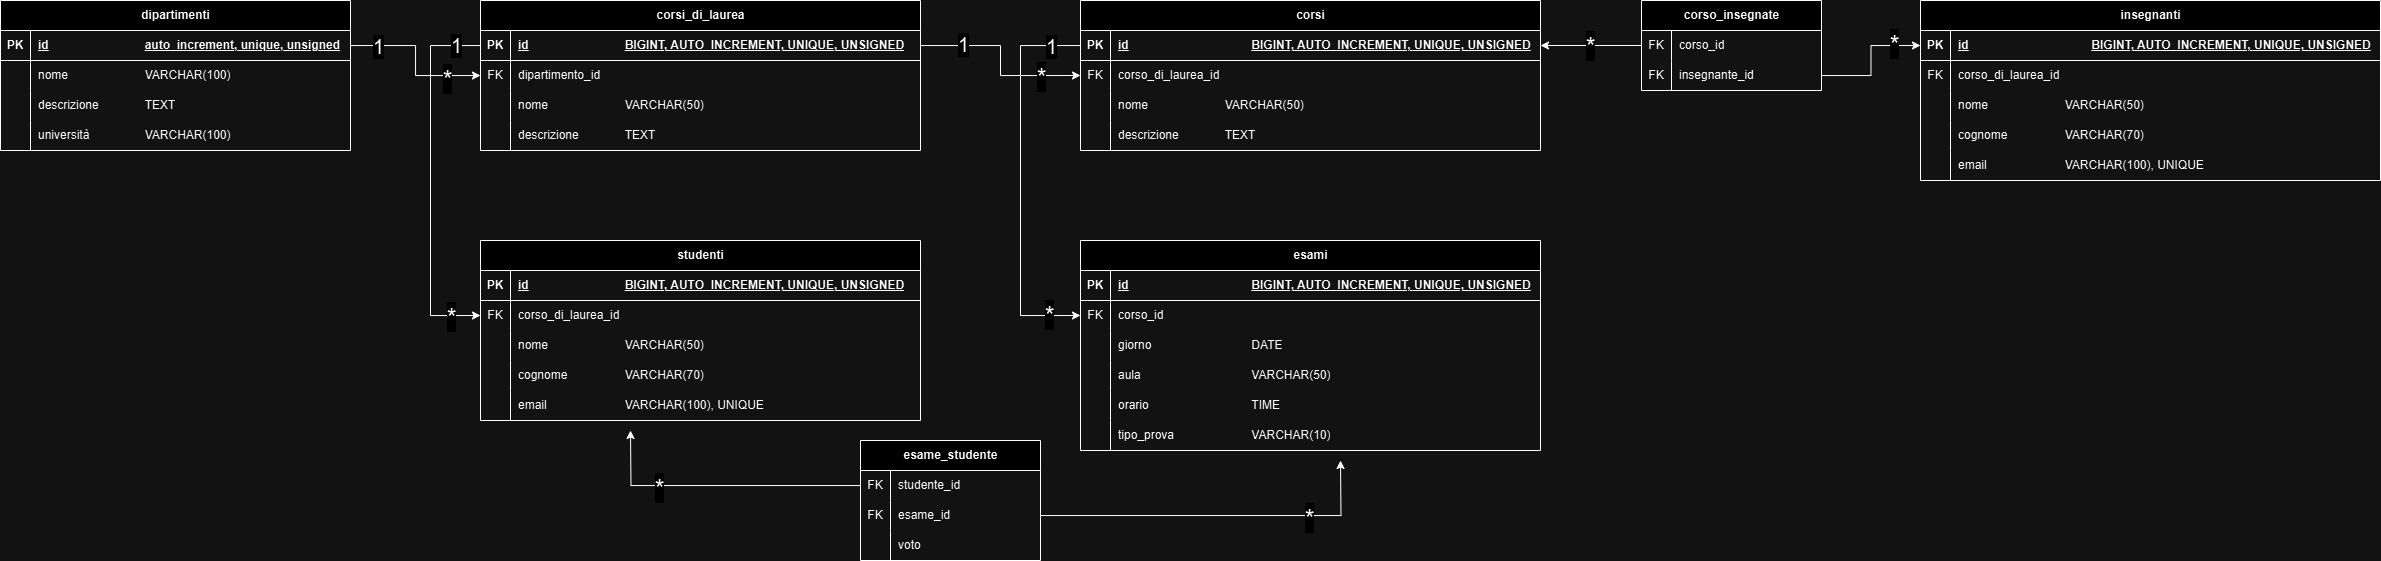 dipartimenti
PK id auto_increment, unique, unsigned
nome VARCHAR(100)
descrizione TEXT
università VARCHAR(100)
1
*
corsi_di_laurea
PK id BIGINT, AUTO_INCREMENT, UNIQUE, UNSIGNED
FK dipartimento_id
nome VARCHAR(50)
descrizione TEXT
1
*
1
*
corsi
PK id BIGINT, AUTO_INCREMENT, UNIQUE, UNSIGNED
FK corso_di_laurea_id
nome VARCHAR(50)
descrizione TEXT
1
*
*
corso_insegnate
FK corso_id
FK insegnante_id
*
insegnanti
PK id BIGINT, AUTO_INCREMENT, UNIQUE, UNSIGNED
FK corso_di_laurea_id
nome VARCHAR(50)
cognome VARCHAR(70)
email VARCHAR(100), UNIQUE
studenti
PK id BIGINT, AUTO_INCREMENT, UNIQUE, UNSIGNED
FK corso_di_laurea_id
nome VARCHAR(50)
cognome VARCHAR(70)
email VARCHAR(100), UNIQUE
esami
PK id BIGINT, AUTO_INCREMENT, UNIQUE, UNSIGNED
FK corso_id
giorno DATE
aula VARCHAR(50)
orario TIME
tipo_prova VARCHAR(10)
esame_studente
FK studente_id
FK esame_id
voto
*
*